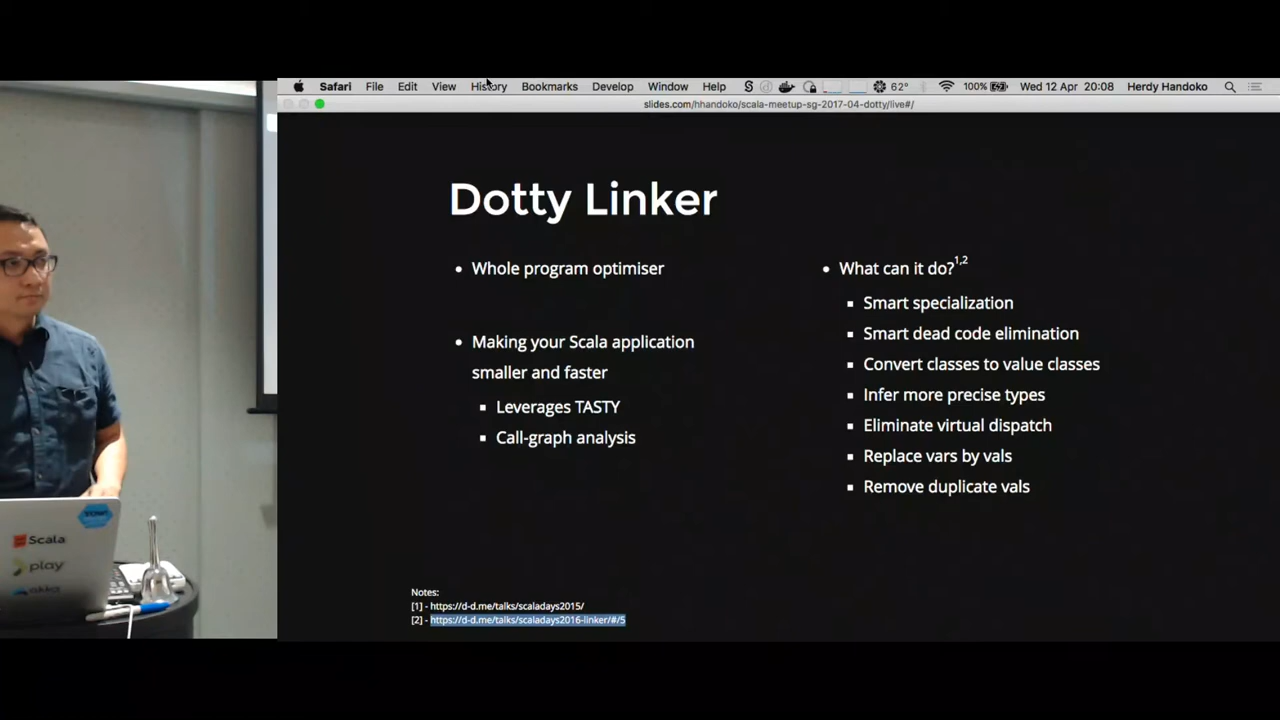 Safari File Edit View History Bookmarks Develop Window Help 62° 100% Wed 12 Apr 20:08 Herdy Handoko
slides.com/hhandoko/scala-meetup-sg-2017-04-dotty/live#/
Dotty Linker
• Whole program optimiser
• Making your Scala application
smaller and faster
▪ Leverages TASTY
▪ Call-graph analysis
• What can it do?1,2
▪ Smart specialization
▪ Smart dead code elimination
▪ Convert classes to value classes
▪ Infer more precise types
▪ Eliminate virtual dispatch
▪ Replace vars by vals
▪ Remove duplicate vals
Notes:
[1] - https://d-d.me/talks/scaladays2015/
[2] - https://d-d.me/talks/scaladays2016-linker/#/5
Scala
play
akka